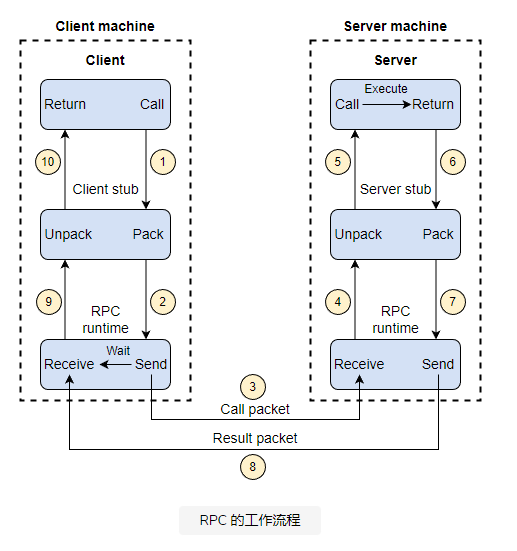 Client machine
Server machine
Client
Server
Return
Call
Execute
Call
Return
10
1
5
6
Client stub
Server stub
Unpack
Pack
Unpack
Pack
9
2
4
7
RPC
runtime
RPC
runtime
Wait
Receive
Send
Receive
Send
3
Call packet
Result packet
8
RPC 的工作流程